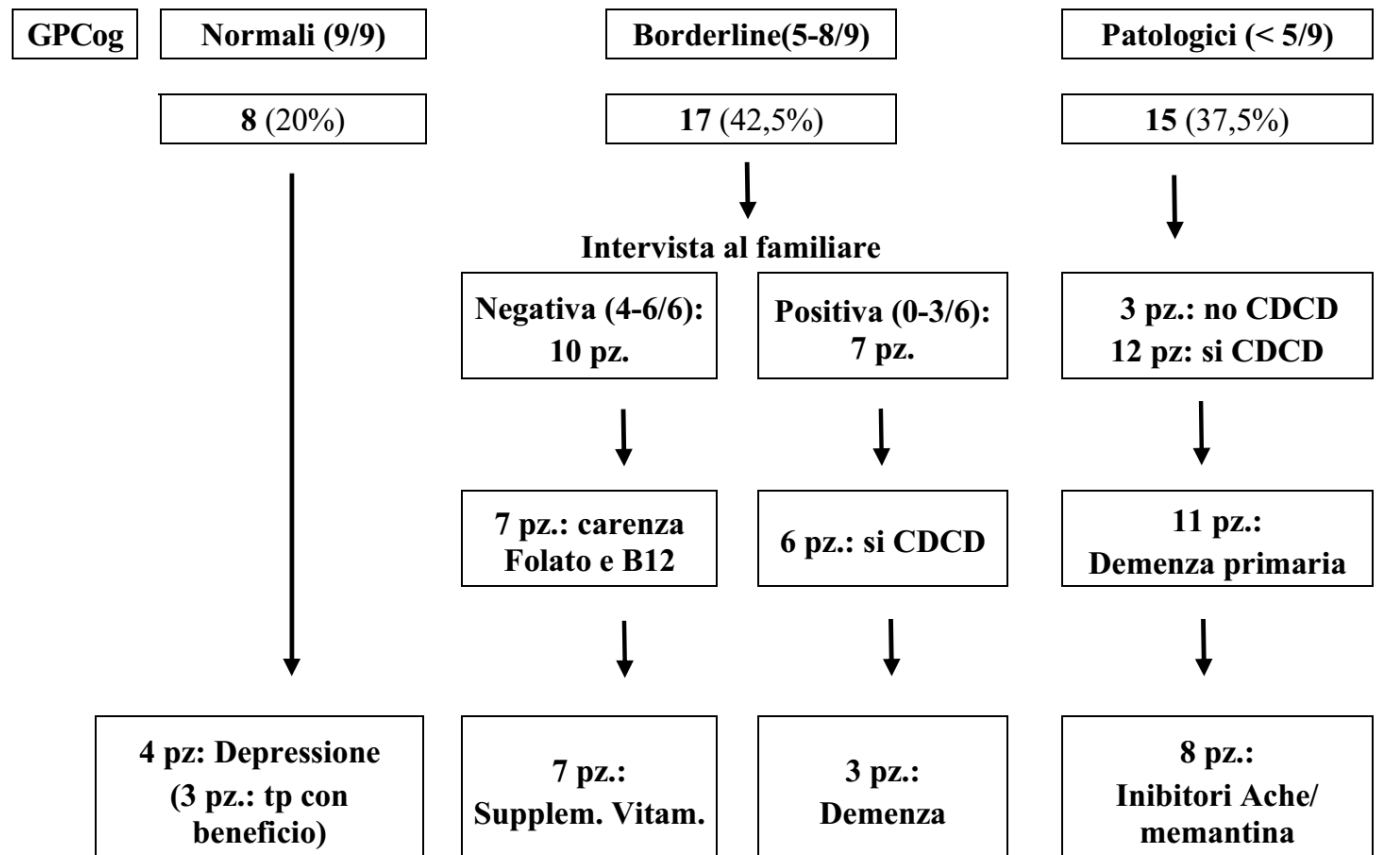 GPCog
Normali (9/9)
Borderline(5-8/9)
Patologici (< 5/9)
8 (20%)
17 (42,5%)
15 (37,5%)
Intervista al familiare
Negativa (4-6/6):
10 pz.
Positiva (0-3/6):
7 pz.
3 pz.: no CDCD
12 pz: si CDCD
7 pz.: carenza
Folato e B12
6 pz.: si CDCD
11 pz.:
Demenza primaria
4 pz: Depressione
(3 pz.: tp con
beneficio)
7 pz.:
Supplem. Vitam.
3 pz.:
Demenza
8 pz.:
Inibitori Ache/
memantina